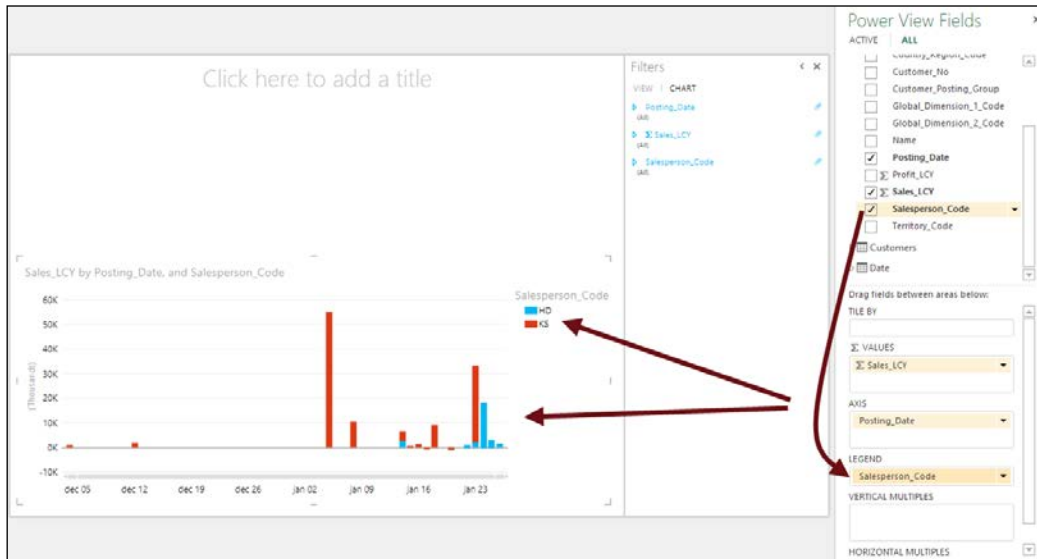 Click here to add a title
Sales_LCY by Posting_Date, and Salesperson_Code
(Thousand)
60K
50K
40K
30K
20K
10K
0K
-10K
dec 05 dec 12 dec 19 dec 26 jan 02 jan 09 jan 16 jan 23
Salesperson_Code
HD
KS
Filters
VIEW | CHART
Posting_Date
(All)
Σ Sales_LCY
(All)
Salesperson_Code
(All)
Power View Fields
ACTIVE ALL
Country_Region_Code
Customer_No
Customer_Posting_Group
Global_Dimension_1_Code
Global_Dimension_2_Code
Name
Posting_Date
Σ Profit_LCY
Σ Sales_LCY
Salesperson_Code
Territory_Code
Customers
Date
Drag fields between areas below:
TILE BY
Σ VALUES
Σ Sales_LCY
AXIS
Posting_Date
LEGEND
Salesperson_Code
VERTICAL MULTIPLES
HORIZONTAL MULTIPLES